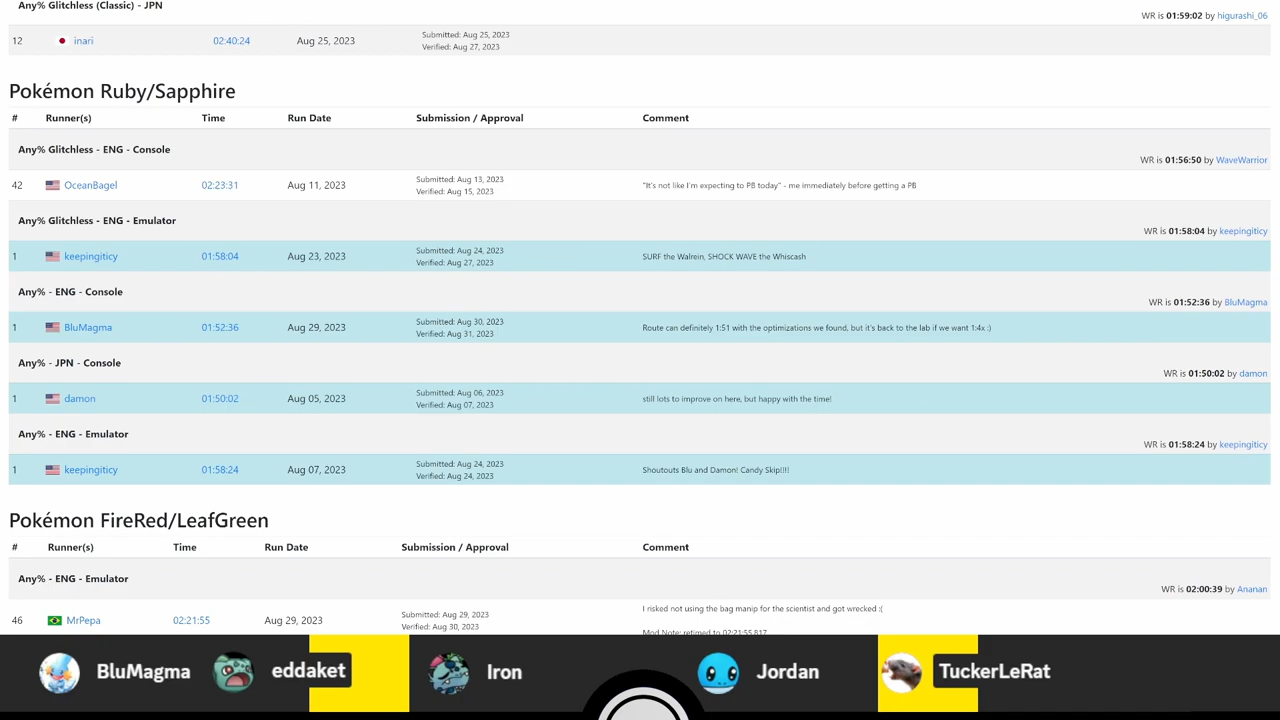 Any% Glitchless (Classic) - JPN
WR is 01:59:02 by higurashi_06
12 inari 02:40:24 Aug 25, 2023 Submitted: Aug 25, 2023
Verified: Aug 27, 2023
Pokémon Ruby/Sapphire
# Runner(s) Time Run Date Submission / Approval Comment
Any% Glitchless - ENG - Console
WR is 01:56:50 by WaveWarrior
42 OceanBagel 02:23:31 Aug 11, 2023 Submitted: Aug 13, 2023 "It's not like I'm expecting to PB today" - me immediately before getting a PB
Verified: Aug 15, 2023
Any% Glitchless - ENG - Emulator
WR is 01:58:04 by keepingiticy
1 keepingiticy 01:58:04 Aug 23, 2023 Submitted: Aug 24, 2023 SURF the Walrein, SHOCK WAVE the Whiscash
Verified: Aug 27, 2023
Any% - ENG - Console
WR is 01:52:36 by BluMagma
1 BluMagma 01:52:36 Aug 29, 2023 Submitted: Aug 30, 2023 Route can definitely 1:51 with the optimizations we found, but it's back to the lab if we want 1:4x :)
Verified: Aug 31, 2023
Any% - JPN - Console
WR is 01:50:02 by damon
1 damon 01:50:02 Aug 05, 2023 Submitted: Aug 06, 2023 still lots to improve on here, but happy with the time!
Verified: Aug 07, 2023
Any% - ENG - Emulator
WR is 01:58:24 by keepingiticy
1 keepingiticy 01:58:24 Aug 07, 2023 Submitted: Aug 24, 2023 Shoutouts Blu and Damon! Candy Skip!!!!
Verified: Aug 24, 2023
Pokémon FireRed/LeafGreen
# Runner(s) Time Run Date Submission / Approval Comment
Any% - ENG - Emulator
WR is 02:00:39 by Ananan
46 MrPepa 02:21:55 Aug 29, 2023 Submitted: Aug 29, 2023 I risked not using the bag manip for the scientist and got wrecked :(
Verified: Aug 30, 2023
Mod Note: retimed to 02:21:55.817
BluMagma eddaket Iron Jordan TuckerLeRat